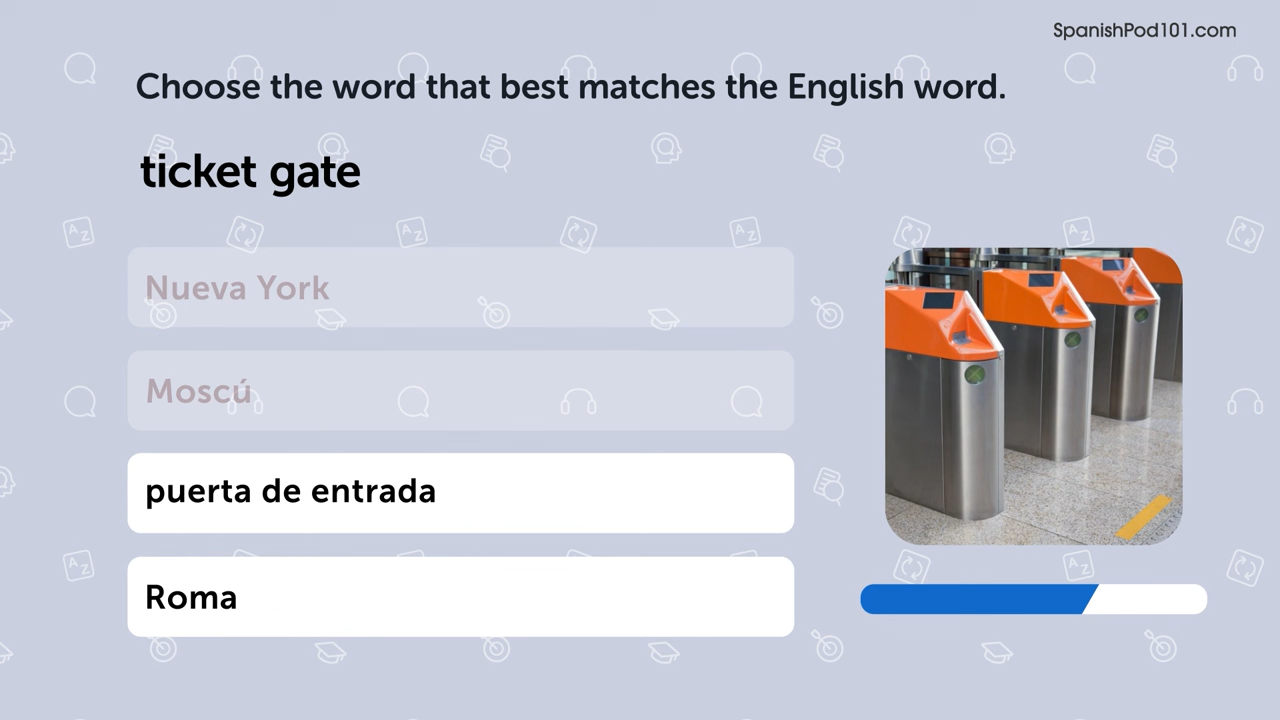 SpanishPod101.com
Choose the word that best matches the English word.
ticket gate
Nueva York
Moscú
puerta de entrada
Roma